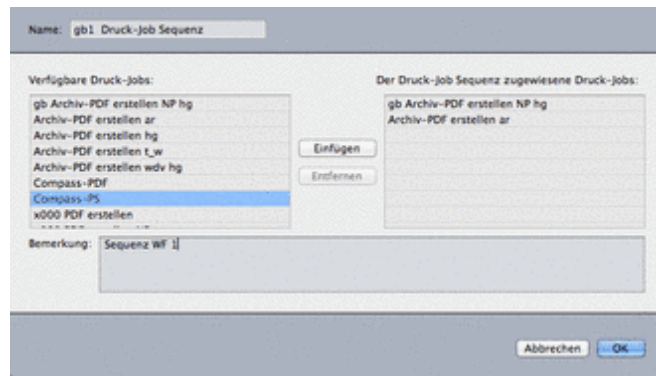 Name: gb1 Druck-Job Sequenz
Verfügbare Druck-Jobs:
gb Archiv-PDF erstellen NP hg
Archiv-PDF erstellen ar
Archiv-PDF erstellen hg
Archiv-PDF erstellen t_w
Archiv-PDF erstellen wdv hg
Compass-PDF
Compass-PS
x000 PDF erstellen
Einfügen
Entfernen
Der Druck-Job Sequenz zugewiesene Druck-Jobs:
gb Archiv-PDF erstellen NP hg
Archiv-PDF erstellen ar
Bemerkung: Sequenz WF 1
Abbrechen OK